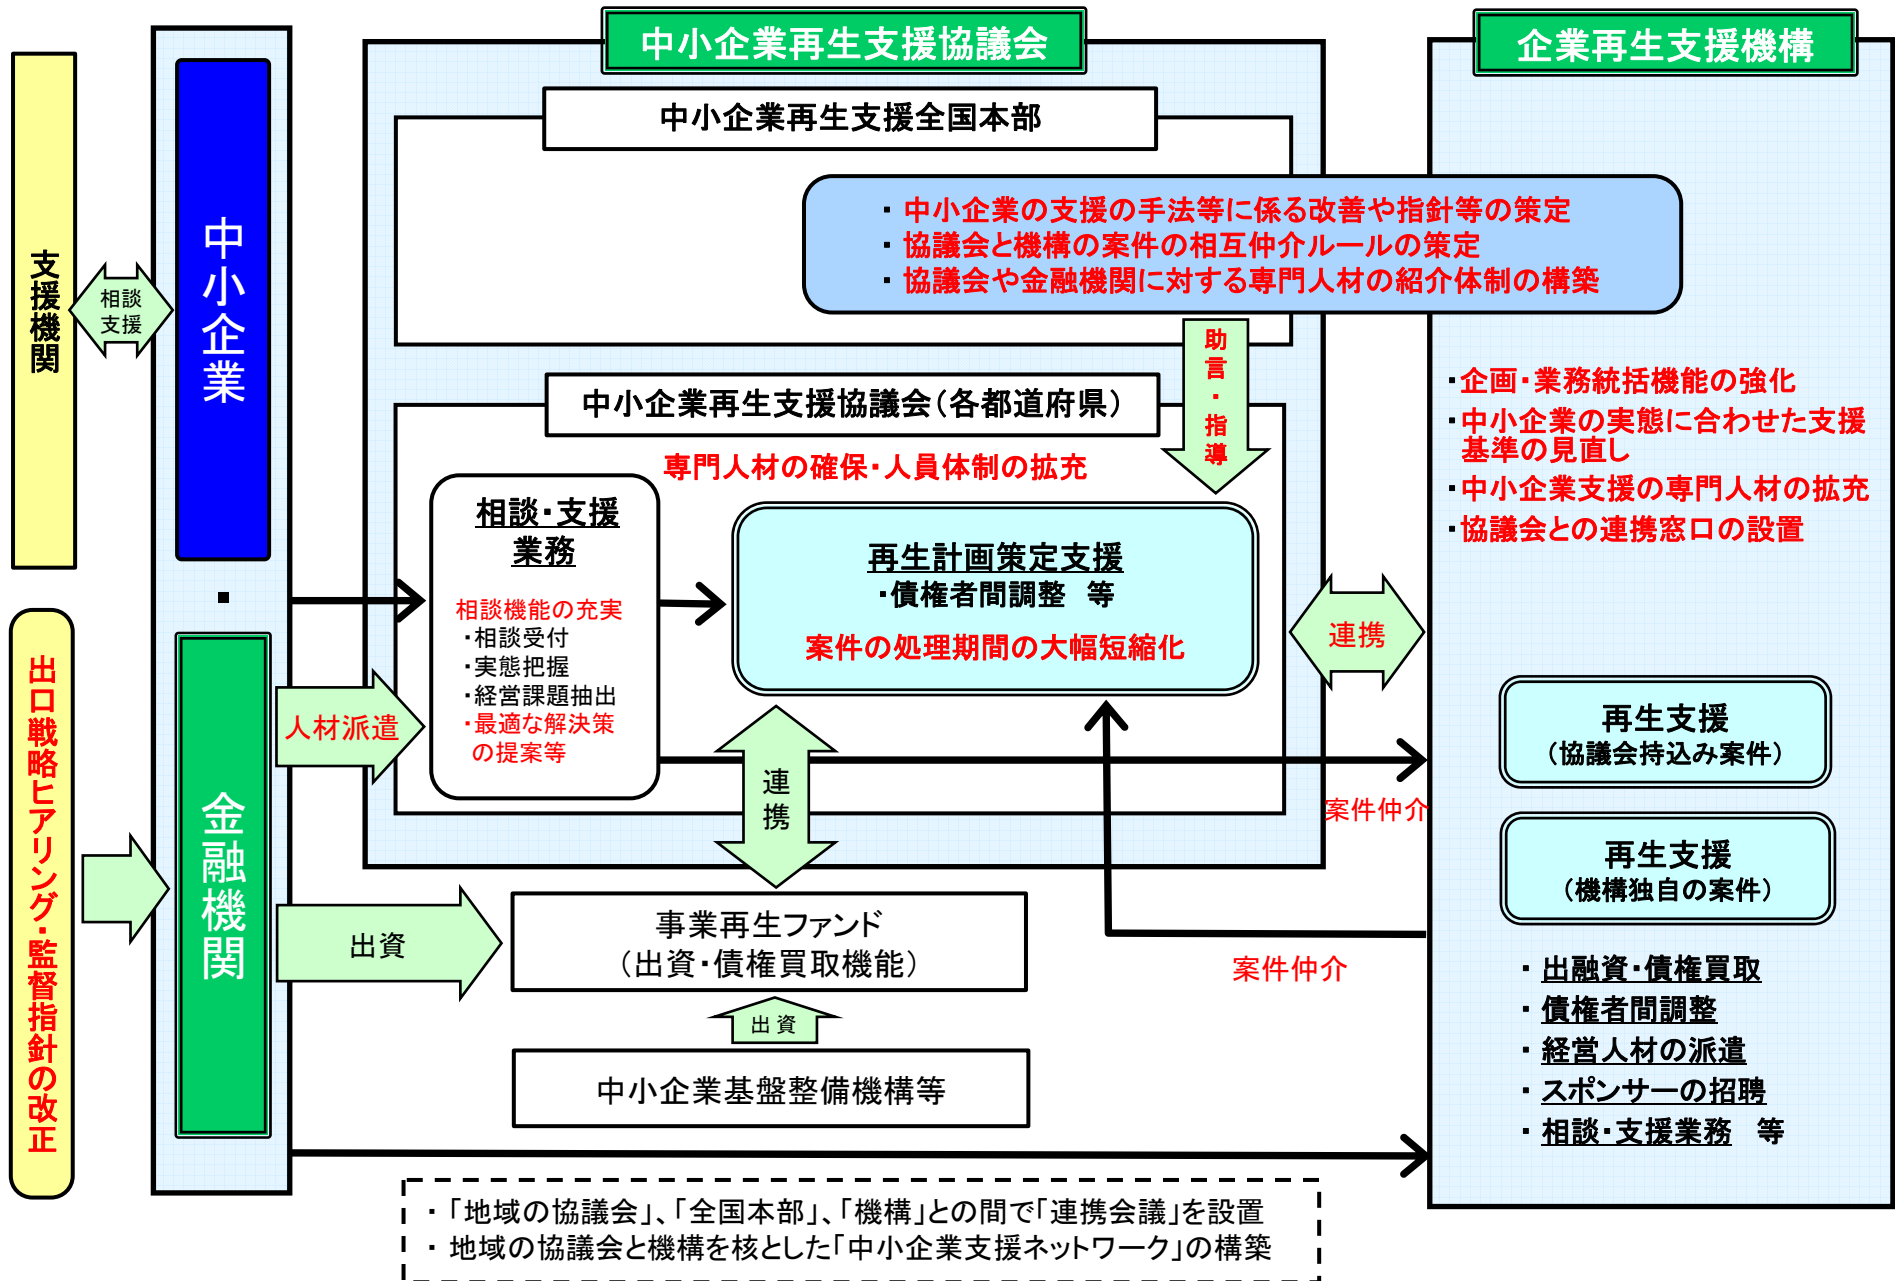 中小企業再生支援協議会
企業再生支援機構
中小企業再生支援全国本部
・中小企業の支援の手法等に係る改善や指針等の策定
・協議会と機構の案件の相互仲介ルールの策定
・協議会や金融機関に対する専門人材の紹介体制の構築
支援機関
相談
支援
中小企業
・
金融機関
助言・指導
中小企業再生支援協議会（各都道府県）
専門人材の確保・人員体制の拡充
相談・支援
業務
相談機能の充実
・相談受付
・実態把握
・経営課題抽出
・最適な解決策
の提案等
再生計画策定支援
・債権者間調整　等
案件の処理期間の大幅短縮化
・企画・業務統括機能の強化
・中小企業の実態に合わせた支援
基準の見直し
・中小企業支援の専門人材の拡充
・協議会との連携窓口の設置
連携
出口戦略ヒアリング・監督指針の改正
人材派遣
連携
案件仲介
再生支援
（協議会持込み案件）
再生支援
（機構独自の案件）
出資
事業再生ファンド
（出資・債権買取機能）
案件仲介
出資
中小企業基盤整備機構等
・出融資・債権買取
・債権者間調整
・経営人材の派遣
・スポンサーの招聘
・相談・支援業務　等
・「地域の協議会」、「全国本部」、「機構」との間で「連携会議」を設置
・地域の協議会と機構を核とした「中小企業支援ネットワーク」の構築